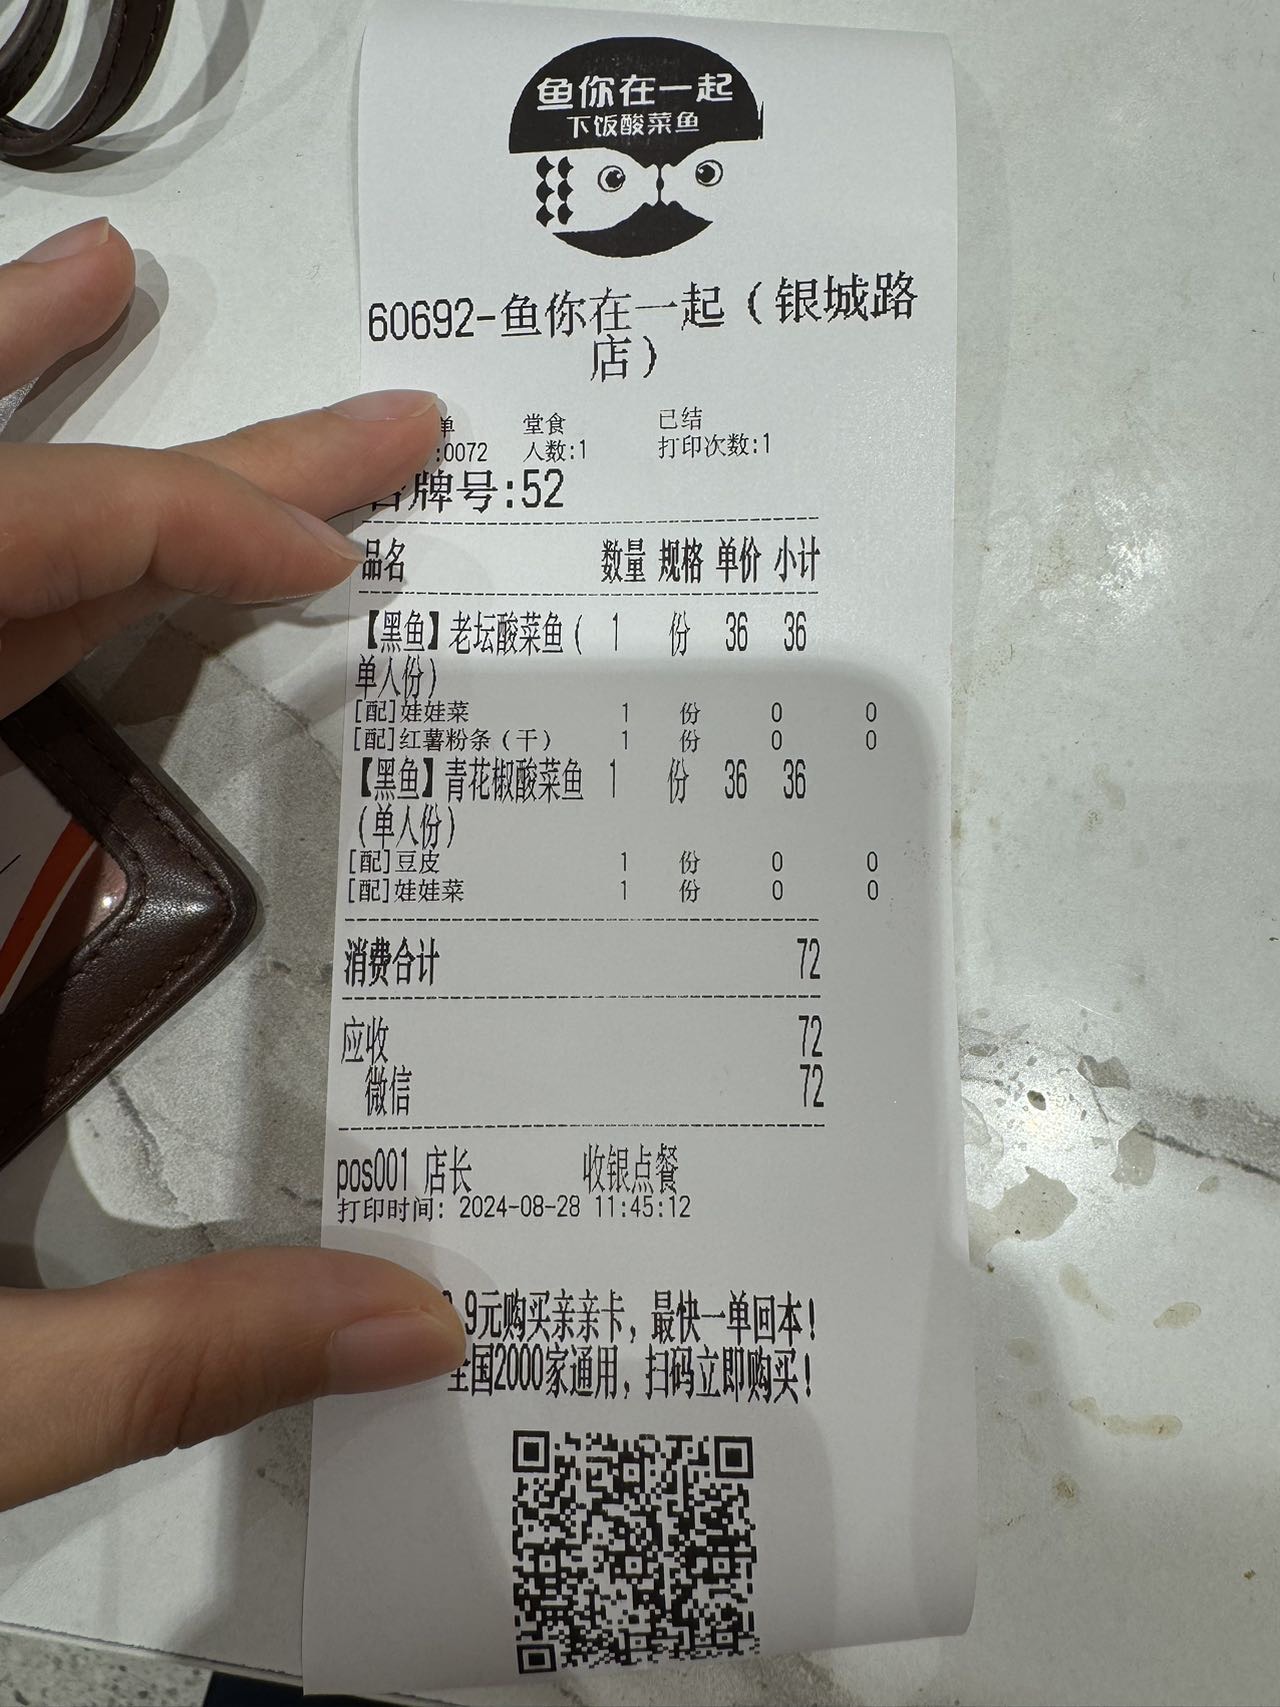 鱼你在一起
下饭酸菜鱼
60692-鱼你在一起（银城路
店）
单 堂食 已结
:0072 人数:1 打印次数:1
牌号:52
品名 数量 规格 单价 小计
【黑鱼】老坛酸菜鱼（ 1 份 36 36
单人份）
[配]娃娃菜 1 份 0 0
[配]红薯粉条（干） 1 份 0 0
【黑鱼】青花椒酸菜鱼 1 份 36 36
（单人份）
[配]豆皮 1 份 0 0
[配]娃娃菜 1 份 0 0
消费合计 72
应收 72
微信 72
pos001 店长 收银点餐
打印时间: 2024-08-28 11:45:12
.9元购买亲亲卡，最快一单回本！
全国2000家通用，扫码立即购买！